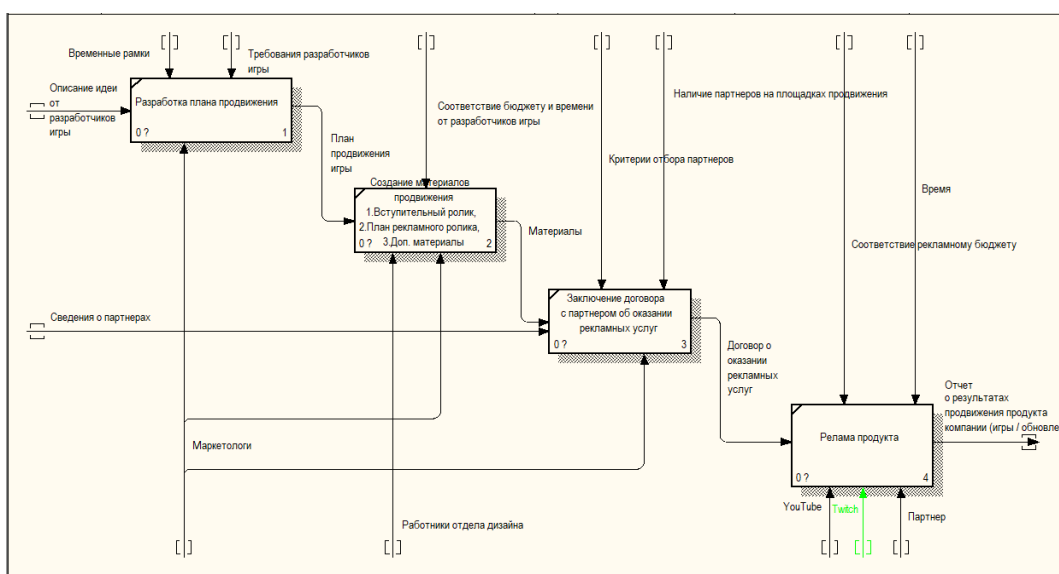 Временные рамки
Требования разработчиков
игры
Описание идеи
от
разработчиков
игры
Разработка плана продвижения
0 ?
1
План
продвижения
игры
Соответствие бюджету и времени
от разработчиков игры
Наличие партнеров на площадках продвижения
Критерии отбора партнеров
Создание материалов
продвижения
1.Вступительный ролик,
2.План рекламного ролика,
3.Доп. материалы
0 ?
2
Материалы
Время
Соответствие рекламному бюджету
Сведения о партнерах
Заключение договора
с партнером об оказании
рекламных услуг
0 ?
3
Договор о
оказании
рекламных
услуг
Отчет
о результатах
продвижения продукта
компании (игры / обновле
Релама продукта
0 ?
4
Маркетологи
Работники отдела дизайна
YouTube
Twitch
Партнер